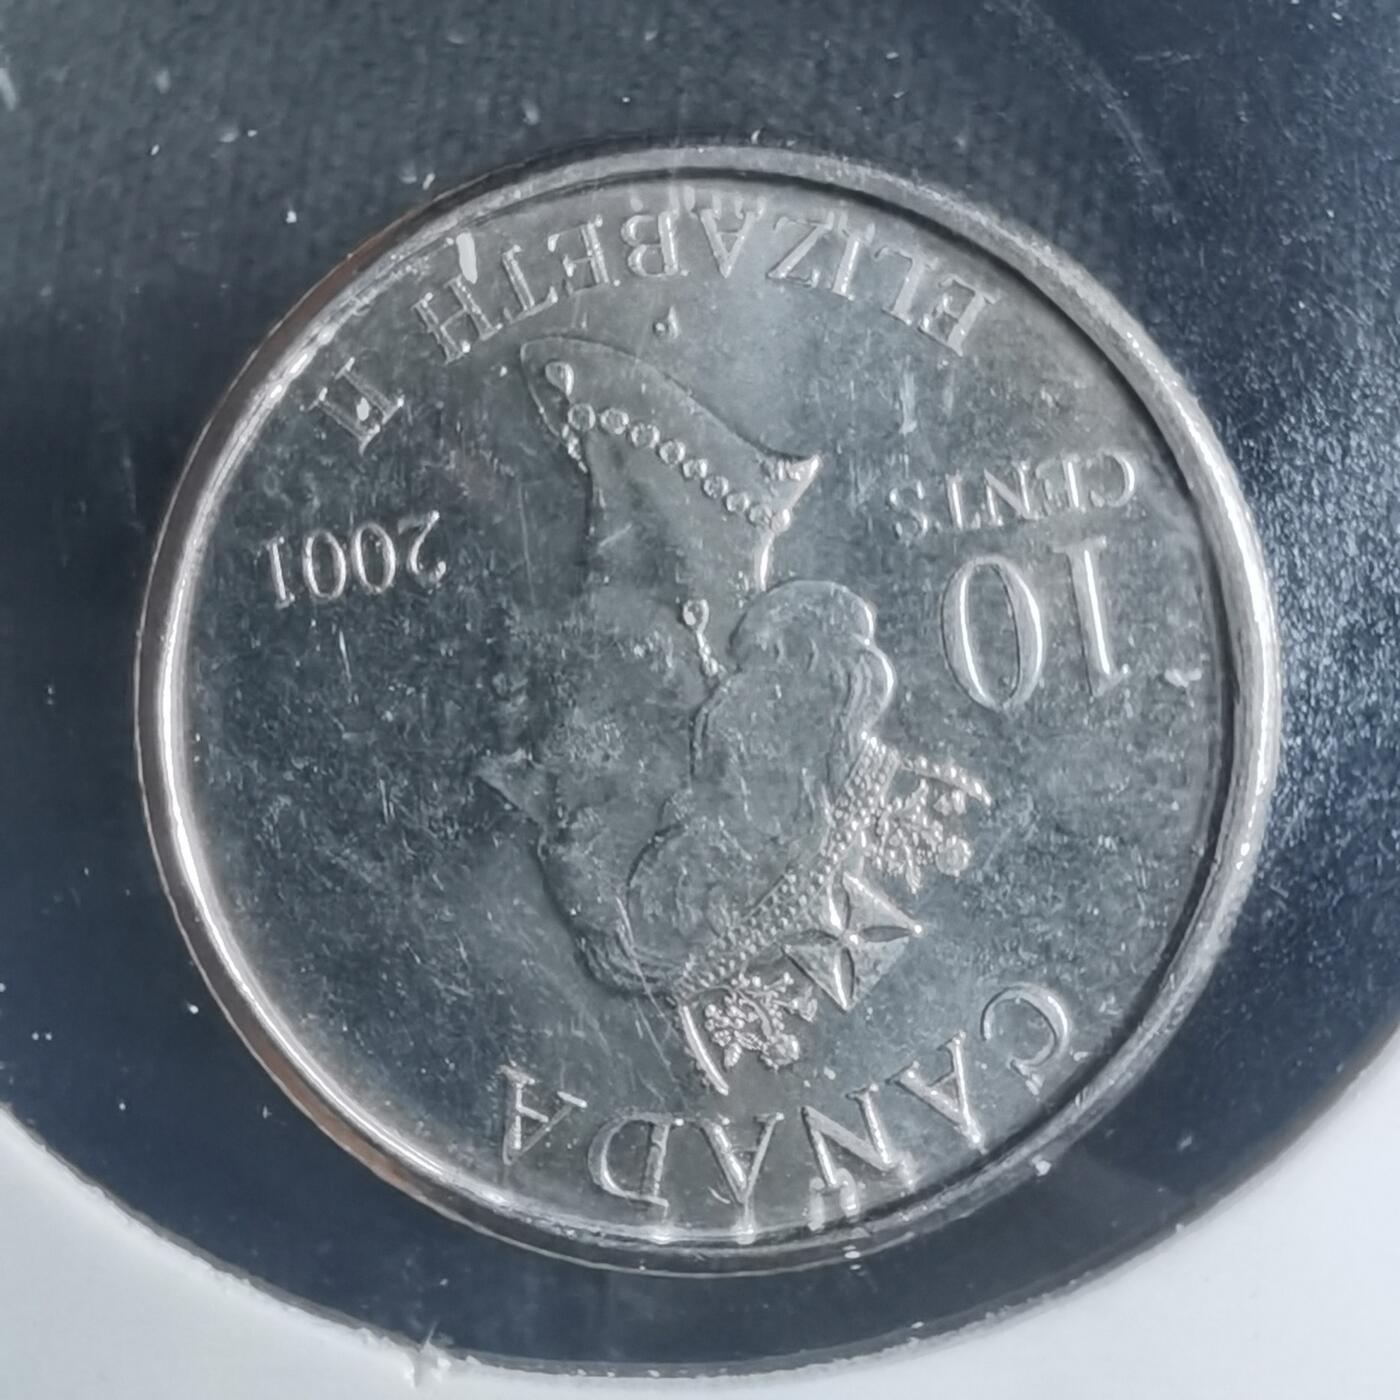 CANADA
10
CENTS
2001
ELIZABETH II